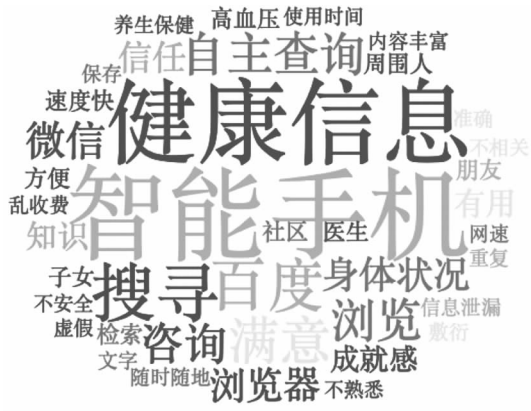 养生保健 高血压 使用时间
信任 自主查询 内容丰富
保存 周围人
速度快 健康信息 准确
微信 不相关
方便 智能手机 朋友
乱收费 有用
知识 社区 医生 网速
子女 搜寻 百度 身体状况 重复
不安全 信息泄漏
虚假 检索 咨询 满意 浏览 敷衍
文字 成就感
随时随地 浏览器 不熟悉